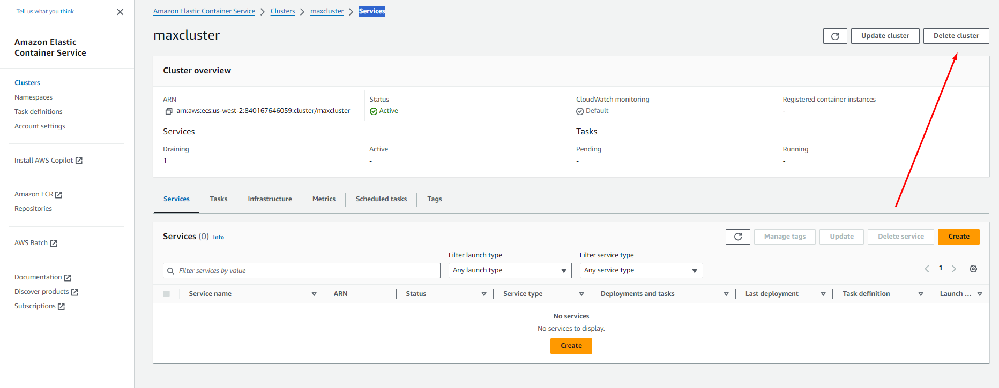 Tell us what you think
Amazon Elastic Container Service
Clusters
Namespaces
Task definitions
Account settings
Install AWS Copilot
Amazon ECR
Repositories
AWS Batch
Documentation
Discover products
Subscriptions
Amazon Elastic Container Service > Clusters > maxcluster > Services
maxcluster
Update cluster
Delete cluster
Cluster overview
ARN
arn:aws:ecs:us-west-2:840167646059:cluster/maxcluster
Status
Active
CloudWatch monitoring
Default
Registered container instances
-
Services
Tasks
Draining
1
Active
-
Pending
-
Running
-
Services Tasks Infrastructure Metrics Scheduled tasks Tags
Services (0) Info
Manage tags
Update
Delete service
Create
Filter services by value
Filter launch type
Any launch type
Filter service type
Any service type
1
Service name ARN Status Service type Deployments and tasks Last deployment Task definition Launch ...
No services
No services to display.
Create